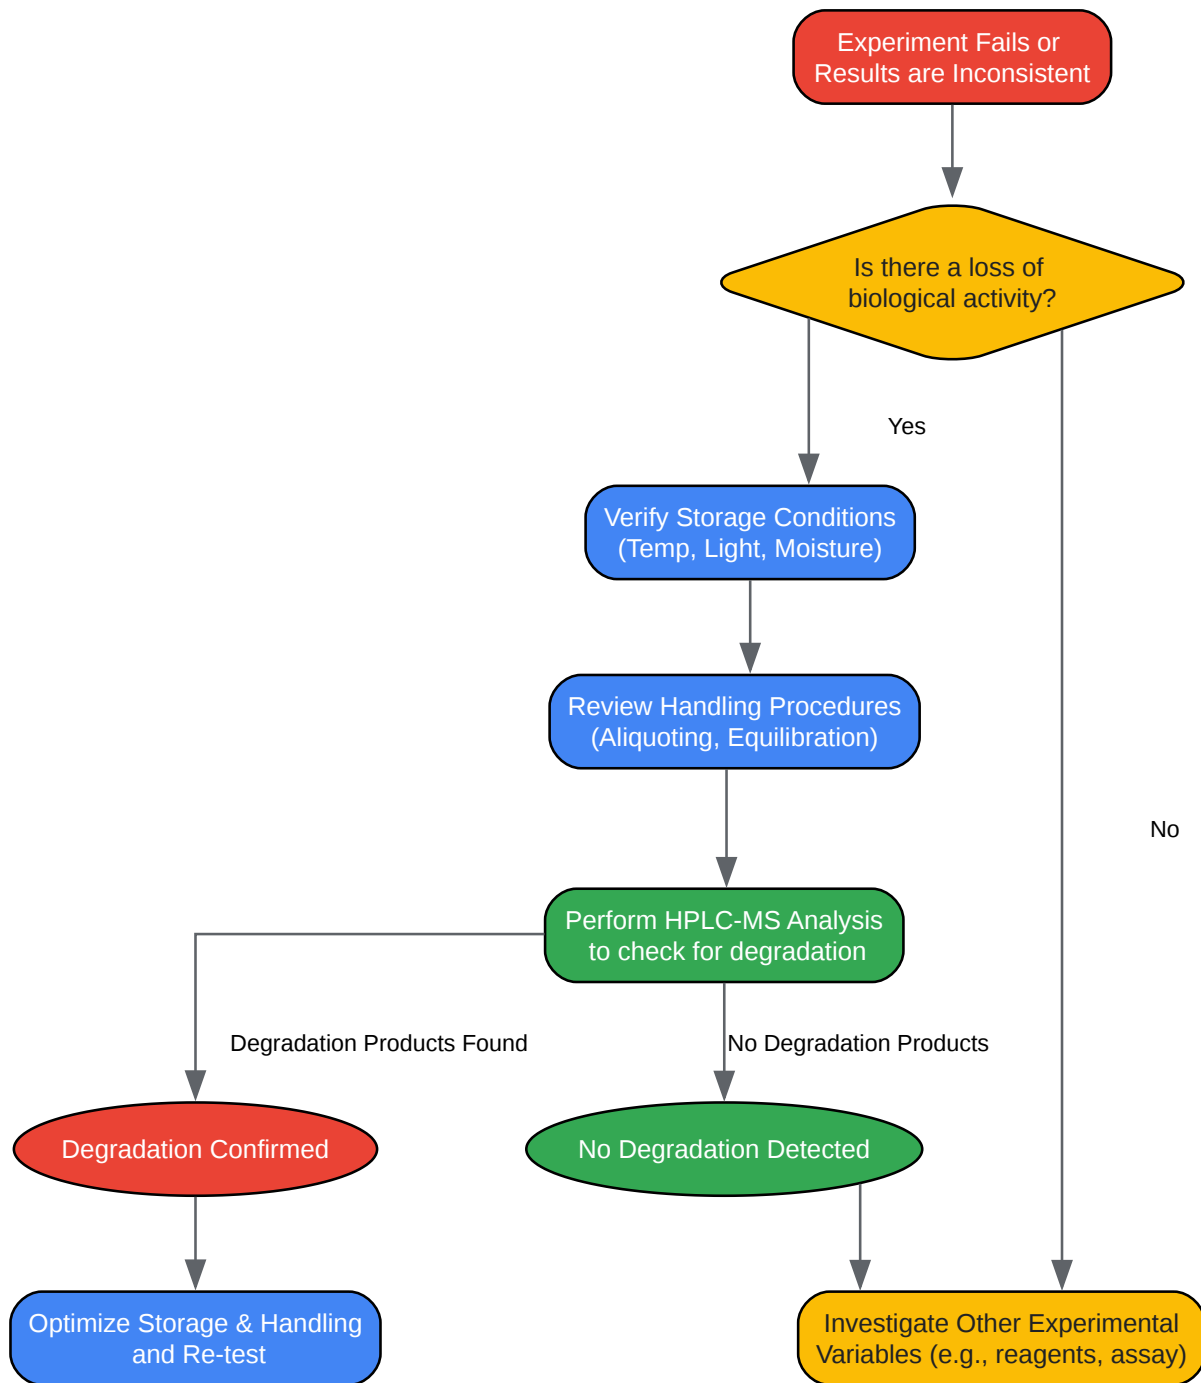 Experiment Fails or
Results are Inconsistent
Is there a loss of
biological activity?
Yes
Verify Storage Conditions
(Temp, Light, Moisture)
Review Handling Procedures
(Aliquoting, Equilibration)
No
Perform HPLC-MS Analysis
to check for degradation
Degradation Products Found
No Degradation Products
Degradation Confirmed
No Degradation Detected
Optimize Storage & Handling
and Re-test
Investigate Other Experimental
Variables (e.g., reagents, assay)